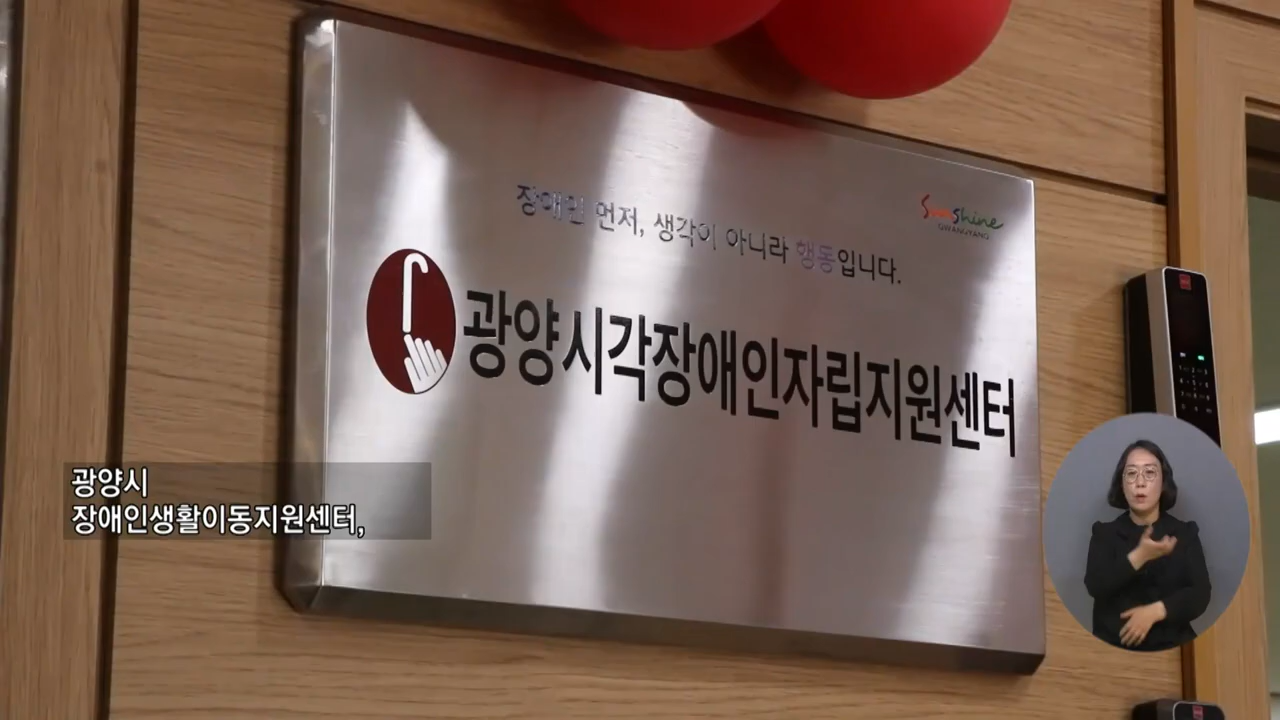 장애인 먼저, 생각이 아니라 행동입니다.
Sunshine
GWANGYANG
광양시각장애인자립지원센터
광양시
장애인생활이동지원센터,